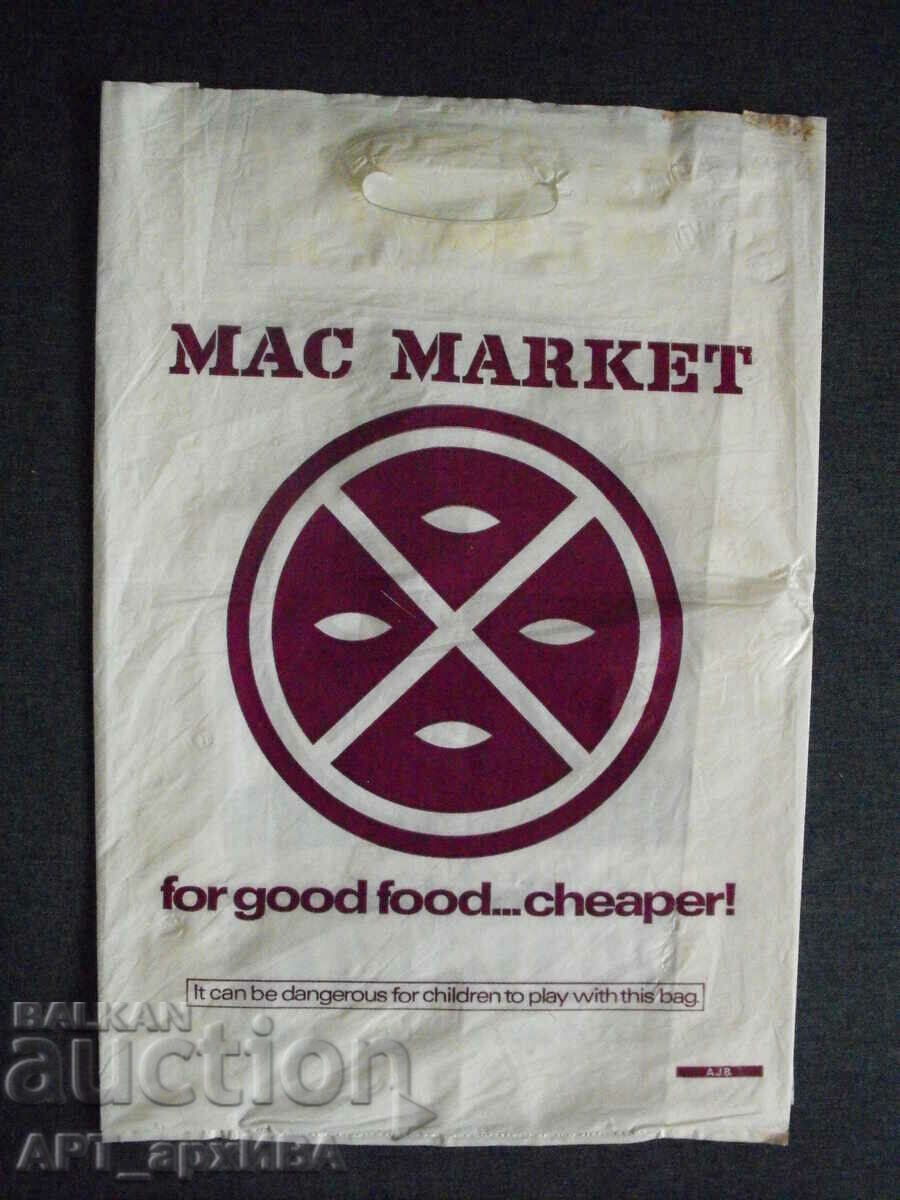 MAC MARKET
for good food...cheaper!
It can be dangerous for children to play with this bag.
A.J.B.
BALKAN
auction
АРТ_архИВА